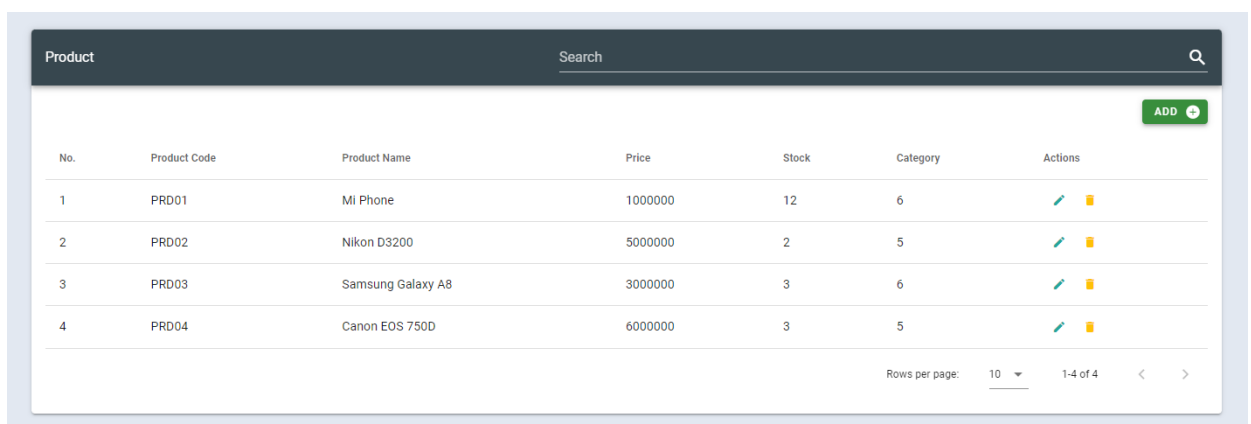 Product Search
ADD
No. Product Code Product Name Price Stock Category Actions
1 PRD01 Mi Phone 1000000 12 6
2 PRD02 Nikon D3200 5000000 2 5
3 PRD03 Samsung Galaxy A8 3000000 3 6
4 PRD04 Canon EOS 750D 6000000 3 5
Rows per page: 10 1-4 of 4